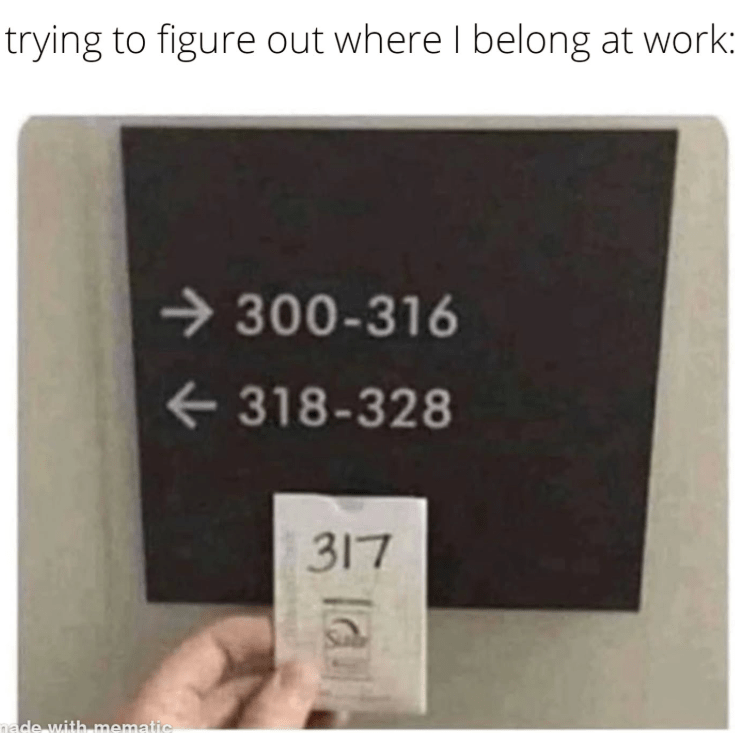 trying to figure out where I belong at work:
→ 300-316
← 318-328
317
made with mematic